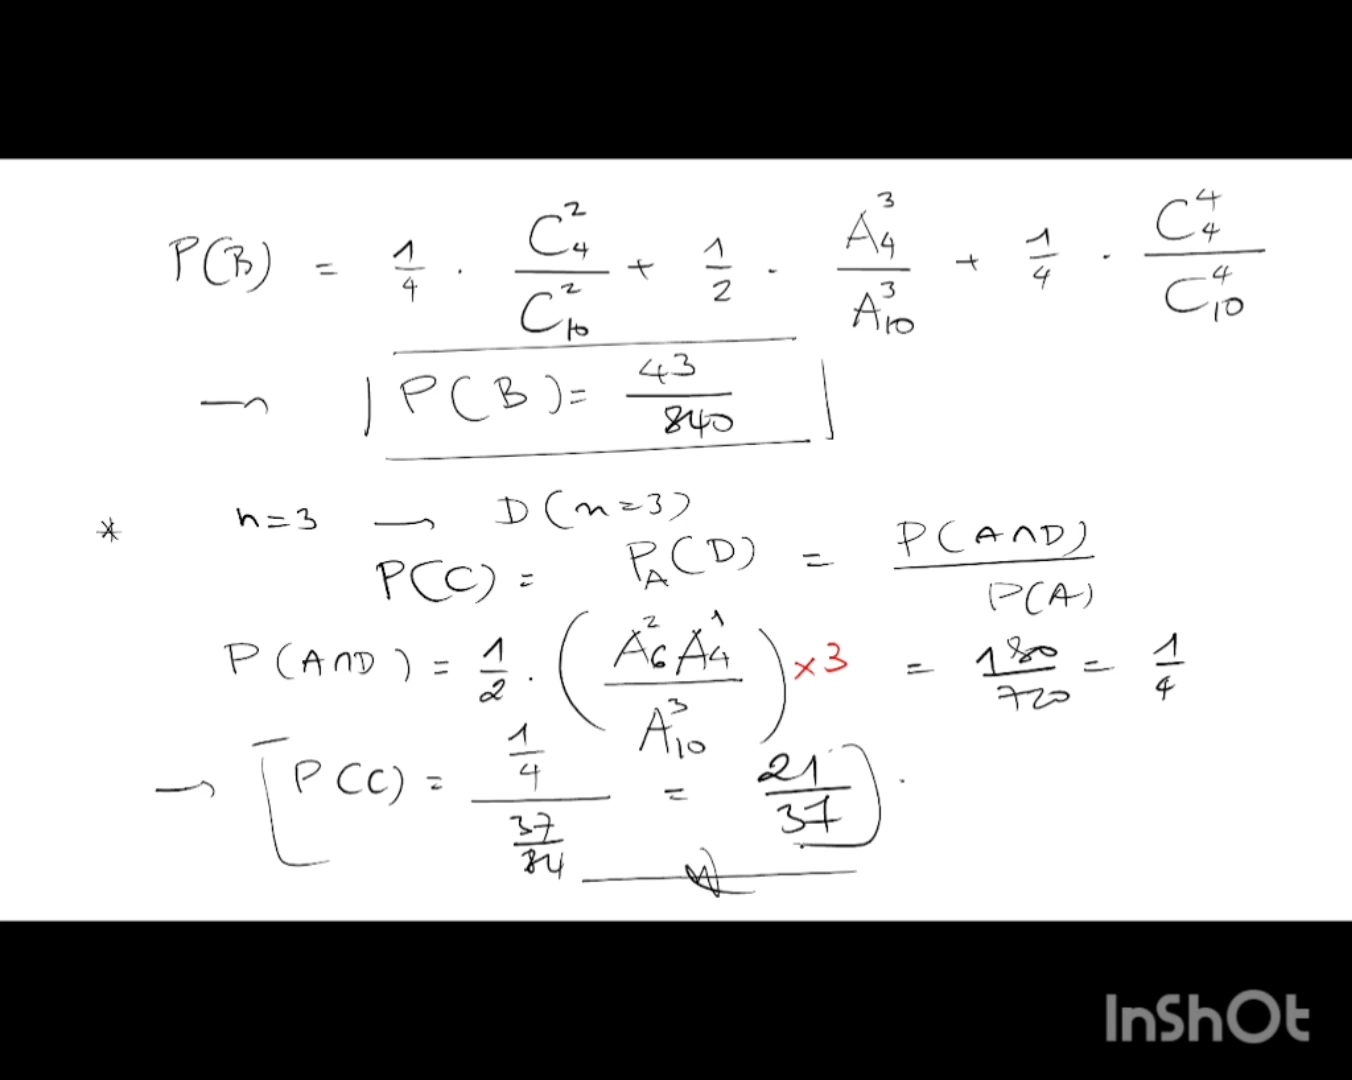 P(B) = 1/4 . C₄²/C₁₀² + 1/2 . A₄³/A₁₀³ + 1/4 . C₄⁴/C₁₀⁴
→ | P(B) = 43/840 |
* n=3 → D(n=3)
P(C) = P_A(D) = P(A∩D)/P(A)
P(A∩D) = 1/2 . (A₆² A₄¹/A₁₀³) ×3 = 180/720 = 1/4
→ [P(C) = (1/4)/(37/84) = 21/37] .
InShOt